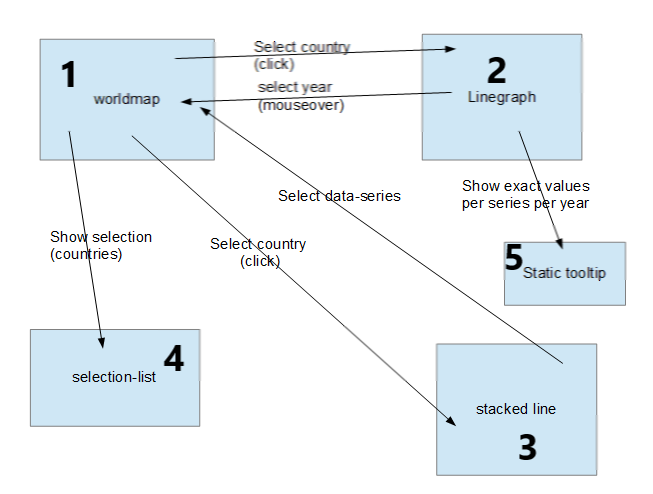 Select country
(click)
1
2
select year
(mouseover)
worldmap
Linegraph
Select data-series
Show exact values
per series per year
Show selection
(countries)
Select country
(click)
5
Static tooltip
4
selection-list
stacked line
3